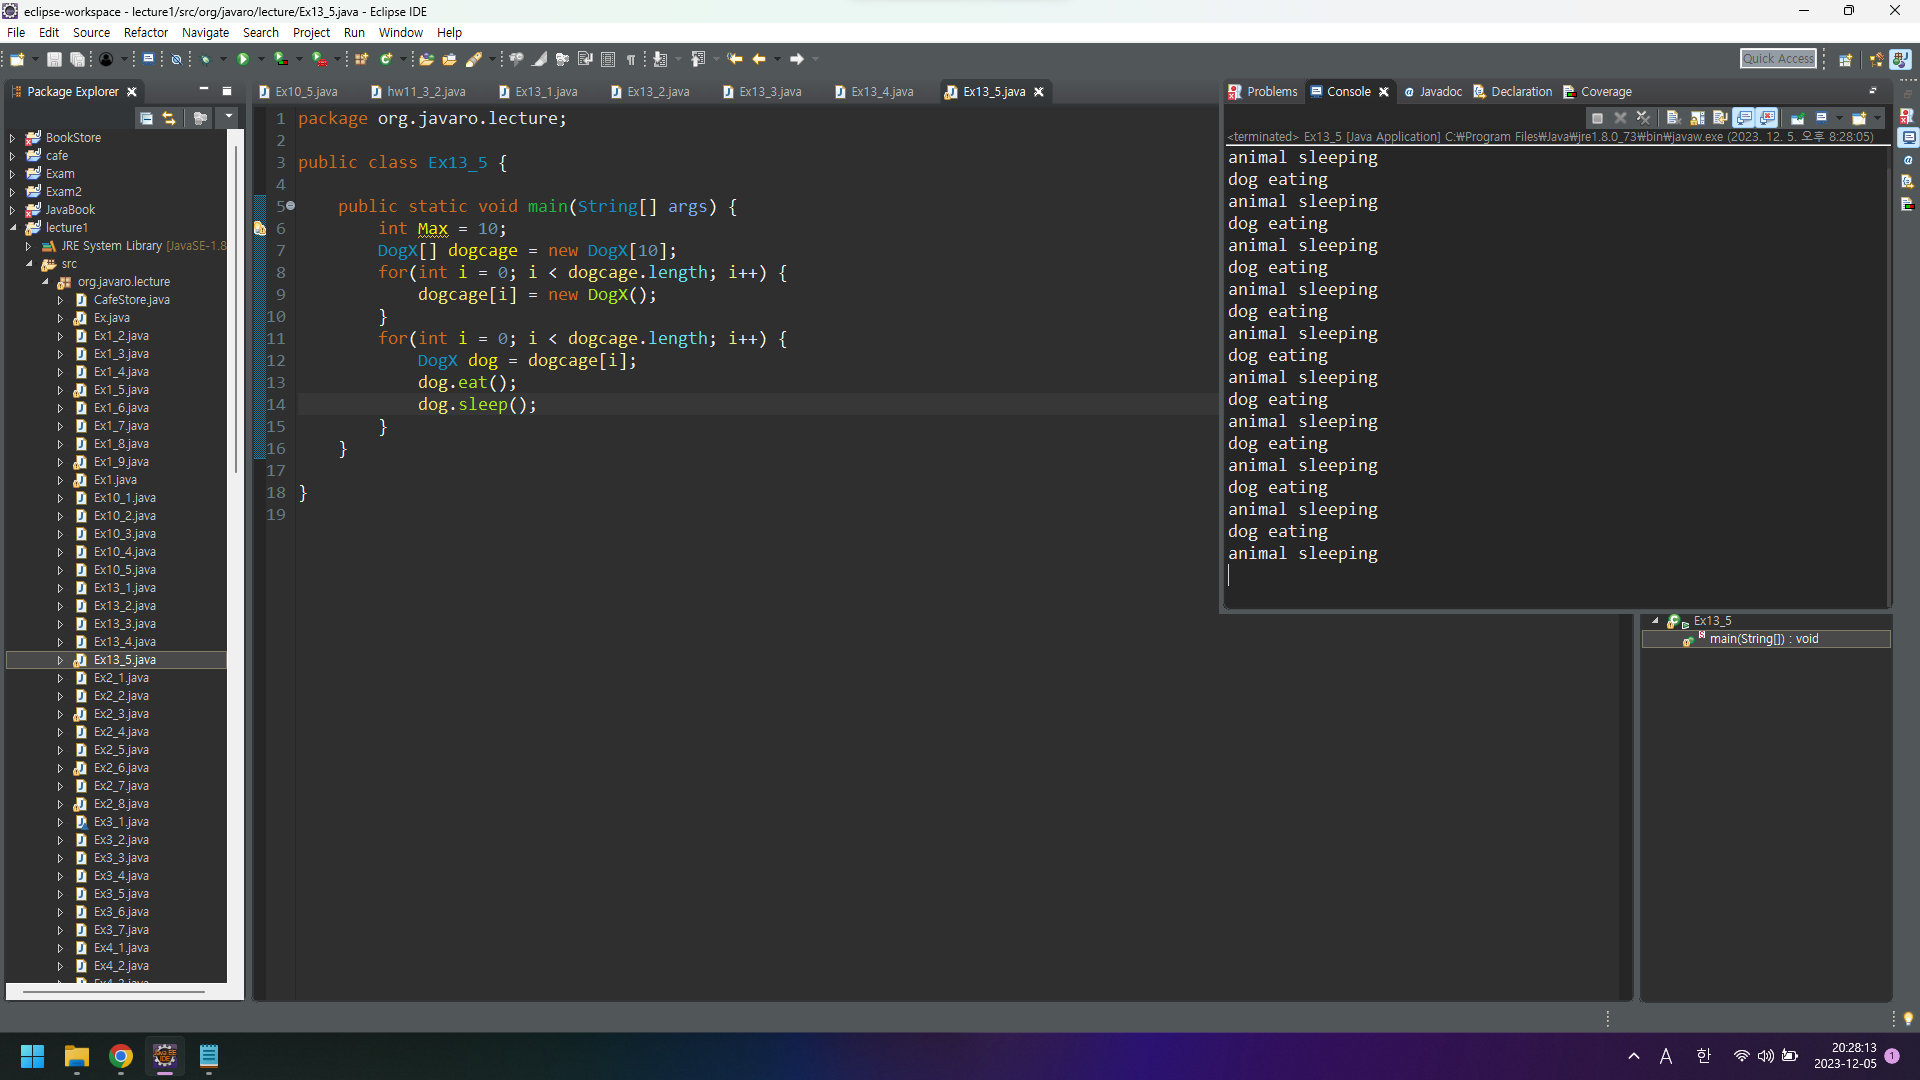 eclipse-workspace - lecture1/src/org/javaro/lecture/Ex13_5.java - Eclipse IDE
File Edit Source Refactor Navigate Search Project Run Window Help
Quick Access
Package Explorer
BookStore
cafe
Exam
Exam2
JavaBook
lecture1
JRE System Library [JavaSE-1.8
src
org.javaro.lecture
CafeStore.java
Ex.java
Ex1_2.java
Ex1_3.java
Ex1_4.java
Ex1_5.java
Ex1_6.java
Ex1_7.java
Ex1_8.java
Ex1_9.java
Ex1.java
Ex10_1.java
Ex10_2.java
Ex10_3.java
Ex10_4.java
Ex10_5.java
Ex13_1.java
Ex13_2.java
Ex13_3.java
Ex13_4.java
Ex13_5.java
Ex2_1.java
Ex2_2.java
Ex2_3.java
Ex2_4.java
Ex2_5.java
Ex2_6.java
Ex2_7.java
Ex2_8.java
Ex3_1.java
Ex3_2.java
Ex3_3.java
Ex3_4.java
Ex3_5.java
Ex3_6.java
Ex3_7.java
Ex4_1.java
Ex4_2.java
Ex10_5.java hw11_3_2.java Ex13_1.java Ex13_2.java Ex13_3.java Ex13_4.java Ex13_5.java
1 package org.javaro.lecture;
2
3 public class Ex13_5 {
4
5 public static void main(String[] args) {
6 int Max = 10;
7 DogX[] dogcage = new DogX[10];
8 for(int i = 0; i < dogcage.length; i++) {
9 dogcage[i] = new DogX();
10 }
11 for(int i = 0; i < dogcage.length; i++) {
12 DogX dog = dogcage[i];
13 dog.eat();
14 dog.sleep();
15 }
16 }
17
18 }
19
Problems Console Javadoc Declaration Coverage
<terminated> Ex13_5 [Java Application] C:₩Program Files₩Java₩jre1.8.0_73₩bin₩javaw.exe (2023. 12. 5. 오후 8:28:05)
animal sleeping
dog eating
animal sleeping
dog eating
animal sleeping
dog eating
animal sleeping
dog eating
animal sleeping
dog eating
animal sleeping
dog eating
animal sleeping
dog eating
animal sleeping
dog eating
animal sleeping
dog eating
animal sleeping
Ex13_5
main(String[]) : void
A 한
20:28:13
2023-12-05
1